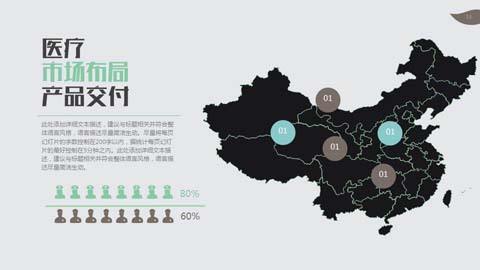 医疗
市场布局
产品交付
此处添加详细文本描述，建议与标题相关并符合整
体语言风格，语言描述尽量简洁生动。尽量将每页
幻灯片的字数控制在200字以内，据统计每页幻灯
片的最好控制在5分钟之内。此处添加详细文本描
述，建议与标题相关并符合整体语言风格，语言描
述尽量简洁生动。
80%
60%
01
01
01
01
01